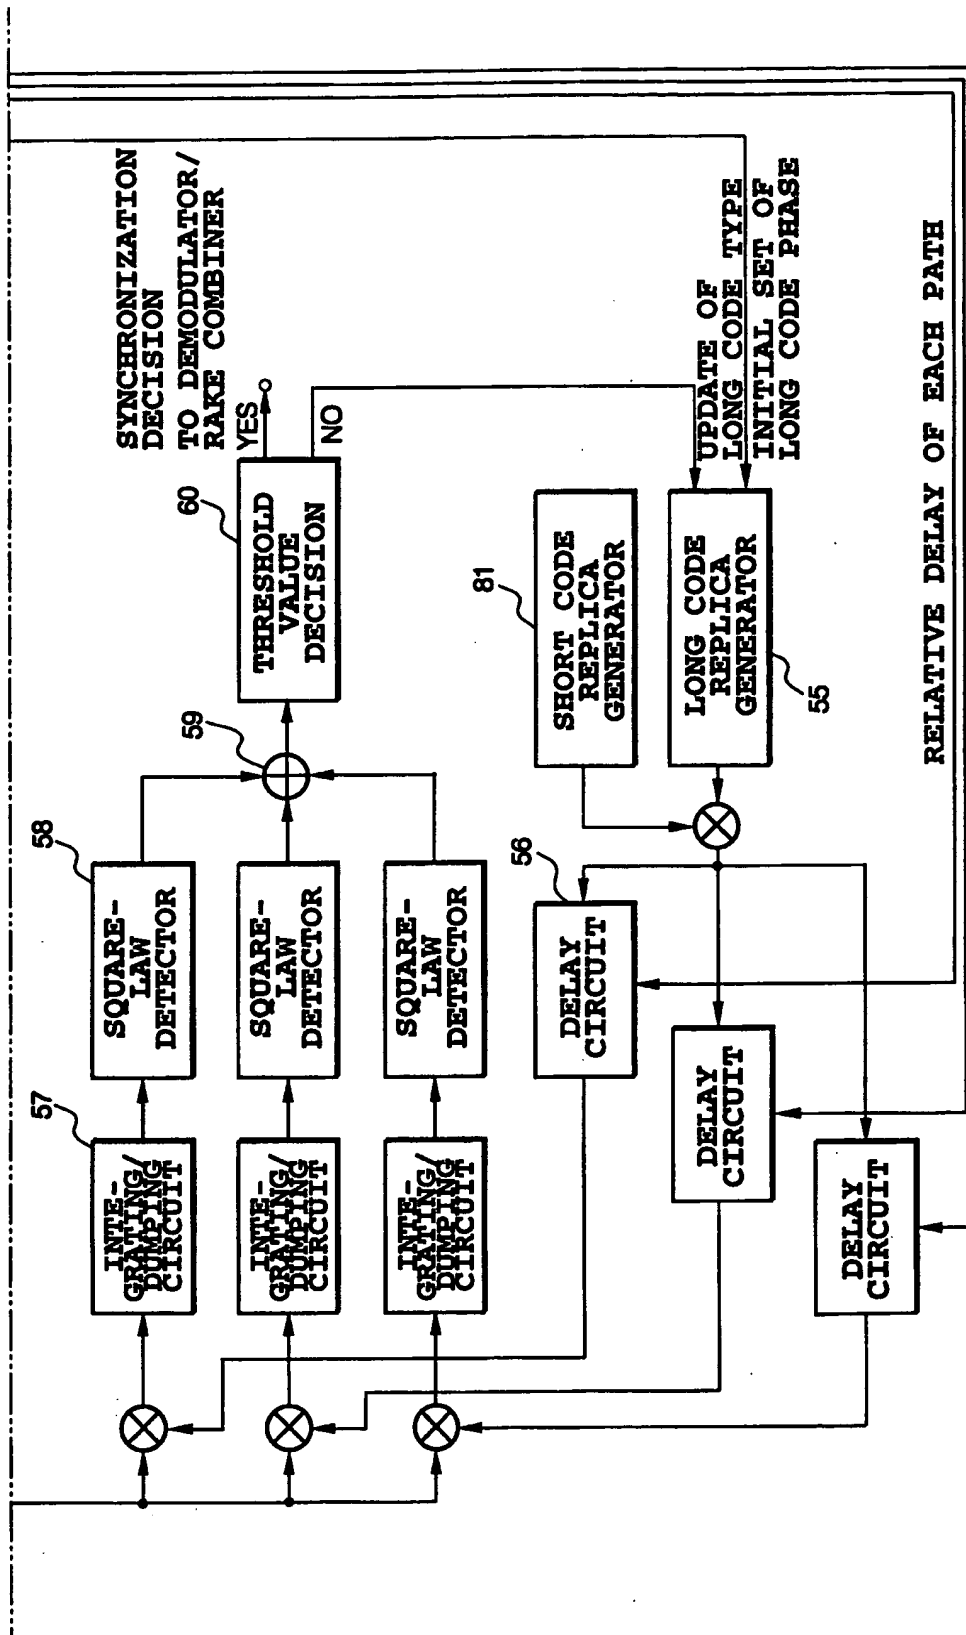 SYNCHRONIZATION
DECISION
TO DEMODULATOR/
RAKE COMBINER
57
INTE-
GRATING/
DUMPING
CIRCUIT
58
SQUARE-
LAW
DETECTOR
59
60
THRESHOLD
VALUE
DECISION
YES
NO
INTE-
GRATING/
DUMPING
CIRCUIT
SQUARE-
LAW
DETECTOR
INTE-
GRATING/
DUMPING
CIRCUIT
SQUARE-
LAW
DETECTOR
56
DELAY
CIRCUIT
81
SHORT CODE
REPLICA
GENERATOR
UPDATE OF
LONG CODE TYPE
INITIAL SET OF
LONG CODE PHASE
DELAY
CIRCUIT
LONG CODE
REPLICA
GENERATOR
55
DELAY
CIRCUIT
RELATIVE DELAY OF EACH PATH